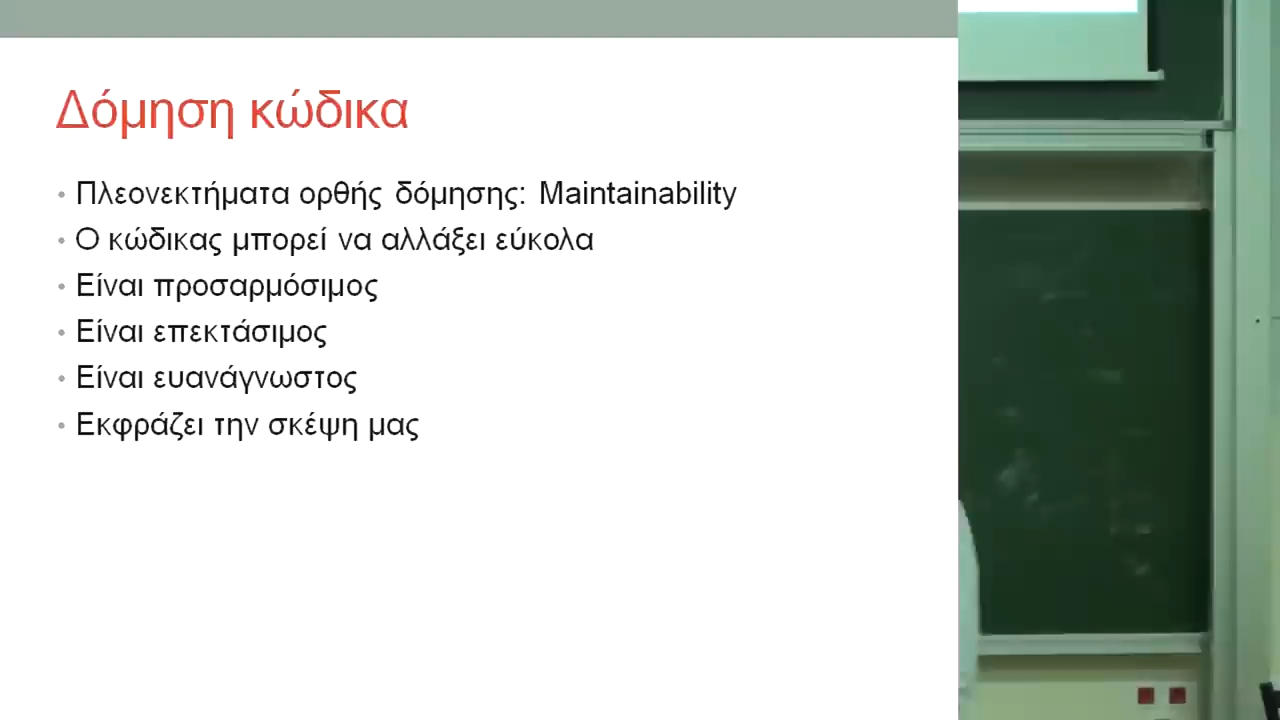 Δόμηση κώδικα
• Πλεονεκτήματα ορθής δόμησης: Maintainability
• Ο κώδικας μπορεί να αλλάξει εύκολα
• Είναι προσαρμόσιμος
• Είναι επεκτάσιμος
• Είναι ευανάγνωστος
• Εκφράζει την σκέψη μας